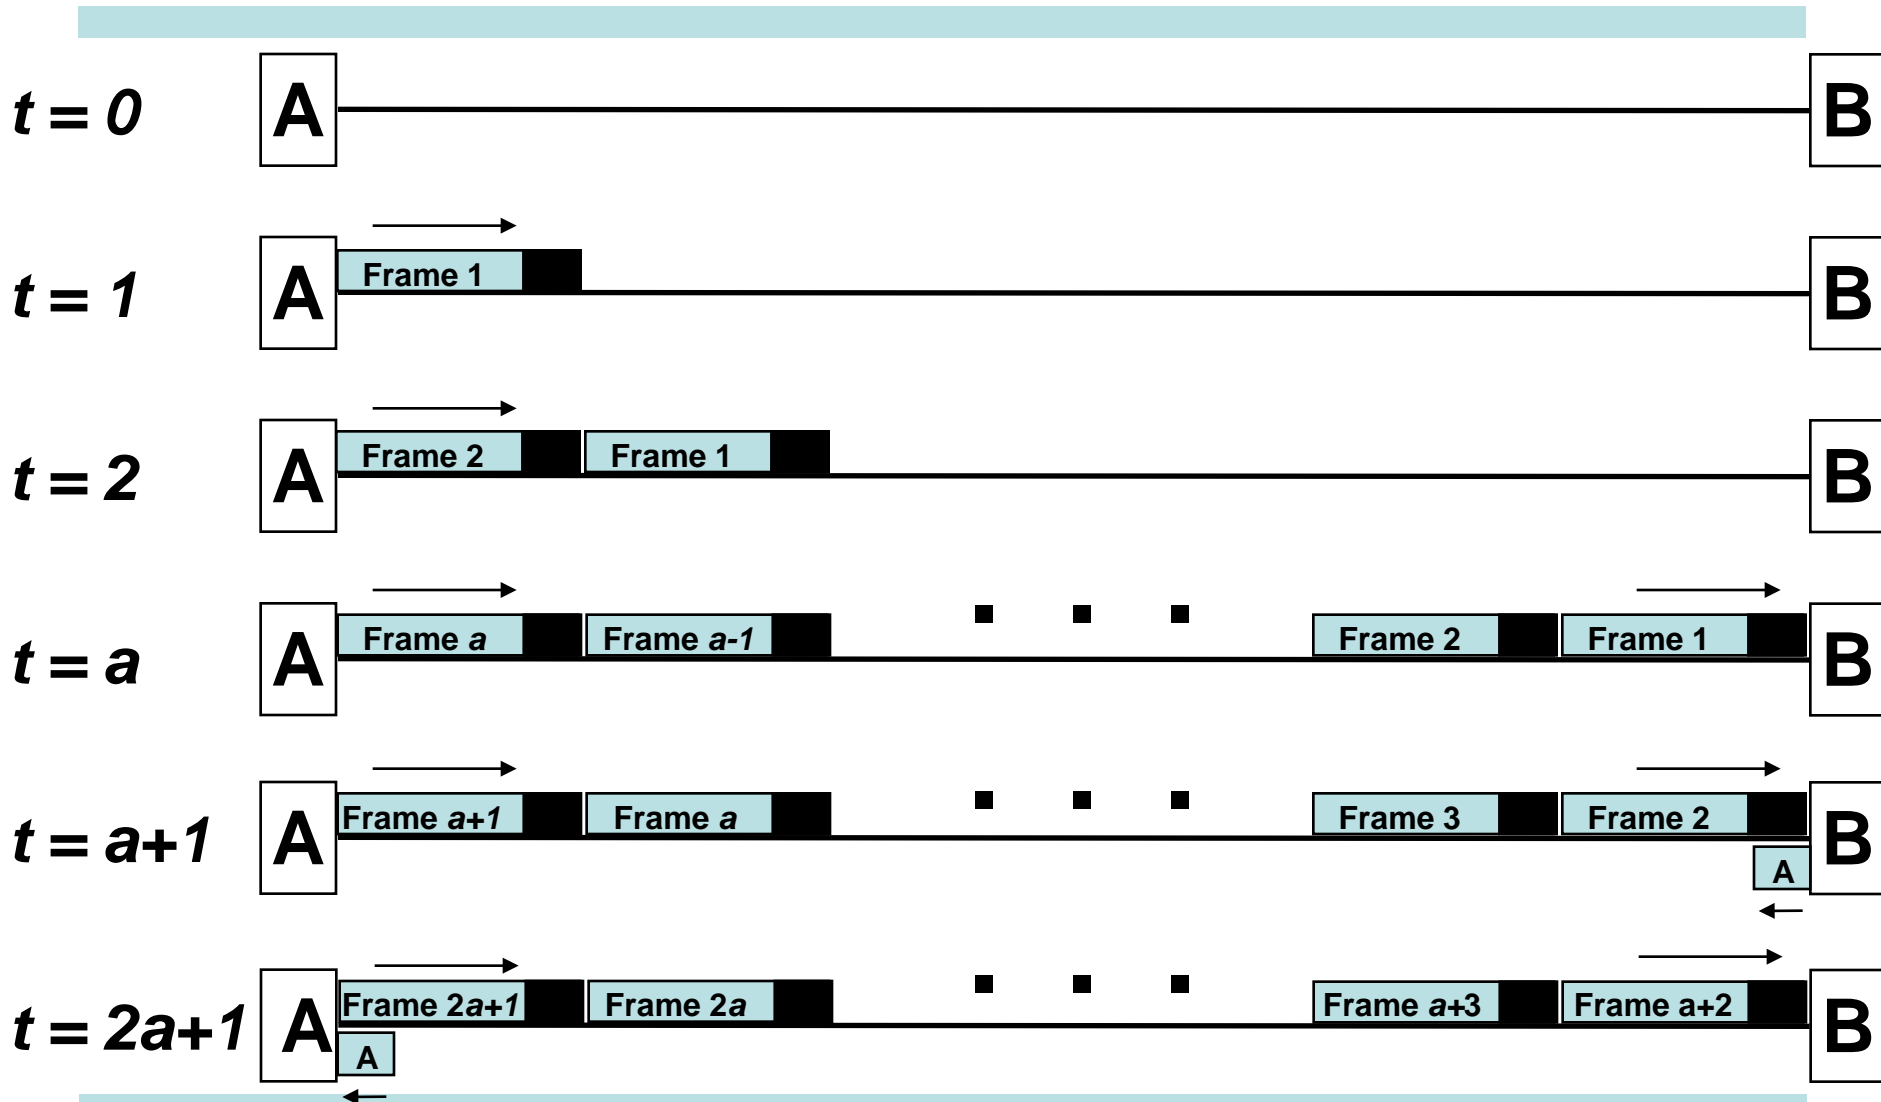 t = 0 A B
t = 1 A Frame 1 B
t = 2 A Frame 2 Frame 1 B
t = a A Frame a Frame a-1 Frame 2 Frame 1 B
t = a+1 A Frame a+1 Frame a Frame 3 Frame 2 B
A
t = 2a+1 A Frame 2a+1 Frame 2a Frame a+3 Frame a+2 B
A